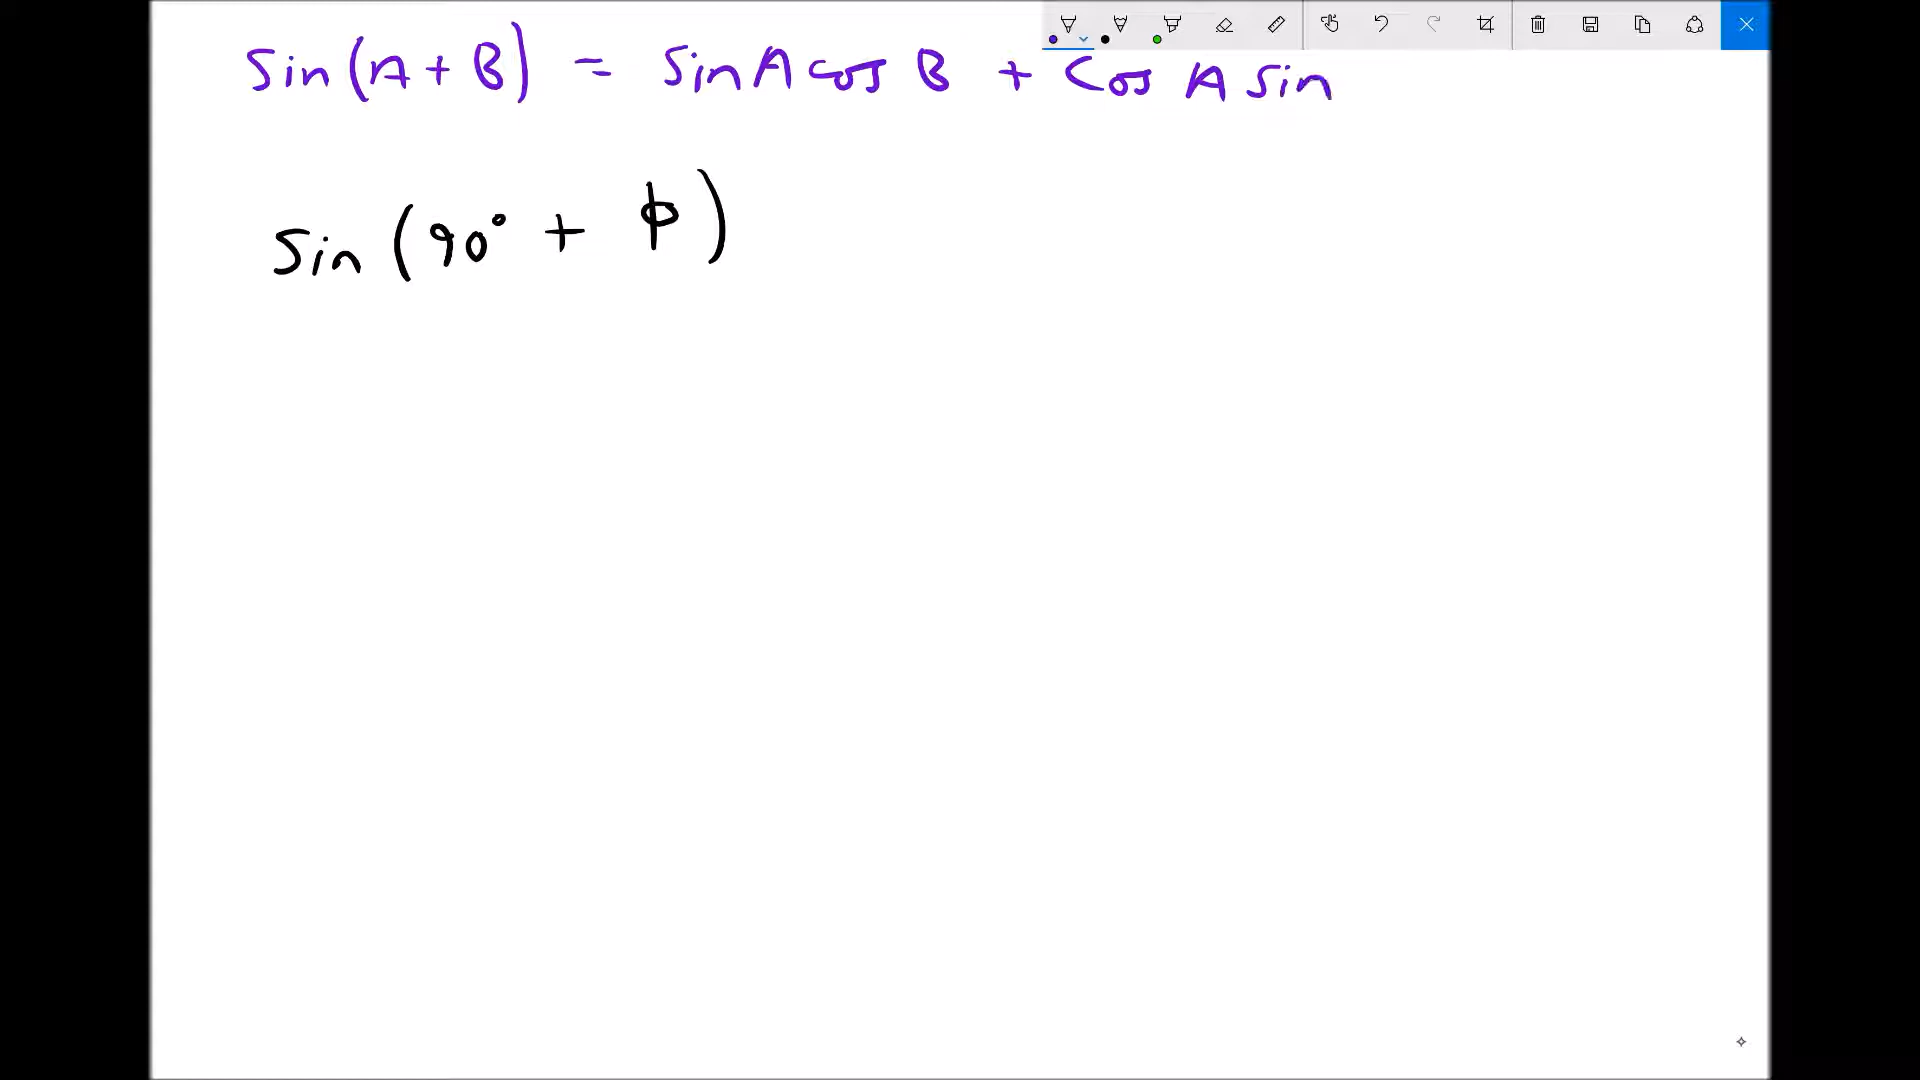 Sin(A + B) = Sin A cos B + Cos A Sin
Sin (90° + ϕ)